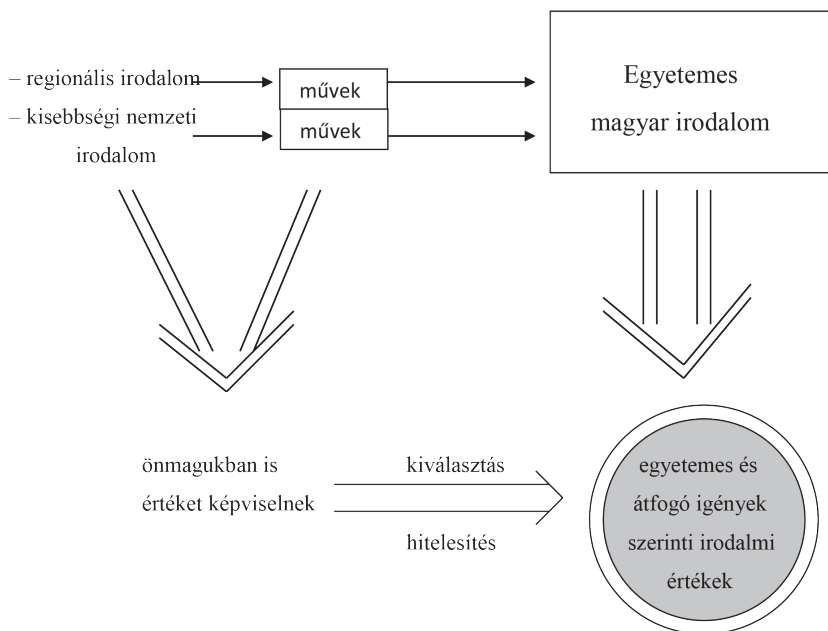 – regionális irodalom
– kisebbségi nemzeti
irodalom
művek
művek
Egyetemes
magyar irodalom
önmagukban is
értéket képviselnek
kiválasztás
hitelesítés
egyetemes és
átfogó igények
szerinti irodalmi
értékek